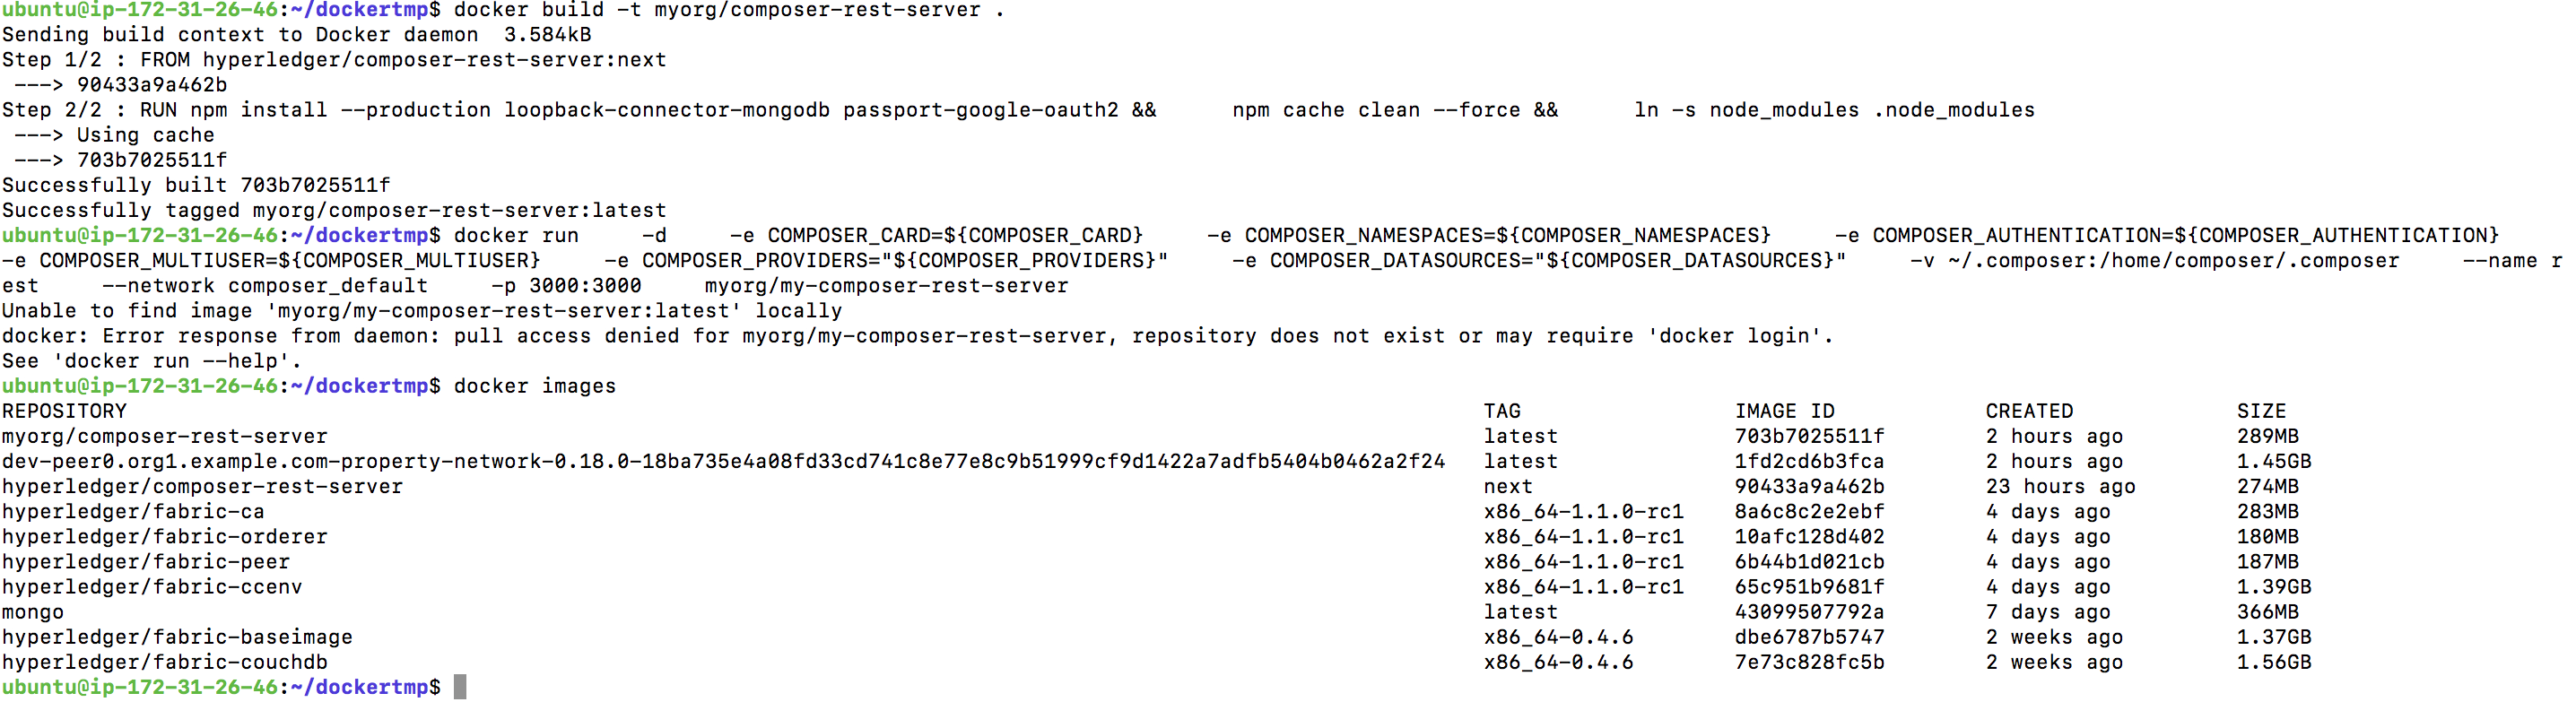 ubuntu@ip-172-31-26-46:~/dockertmp$ docker build -t myorg/composer-rest-server .
Sending build context to Docker daemon  3.584kB
Step 1/2 : FROM hyperledger/composer-rest-server:next
 ---> 90433a9a462b
Step 2/2 : RUN npm install --production loopback-connector-mongodb passport-google-oauth2 &&      npm cache clean --force &&      ln -s node_modules .node_modules
 ---> Using cache
 ---> 703b7025511f
Successfully built 703b7025511f
Successfully tagged myorg/composer-rest-server:latest
ubuntu@ip-172-31-26-46:~/dockertmp$ docker run     -d     -e COMPOSER_CARD=${COMPOSER_CARD}     -e COMPOSER_NAMESPACES=${COMPOSER_NAMESPACES}     -e COMPOSER_AUTHENTICATION=${COMPOSER_AUTHENTICATION}
-e COMPOSER_MULTIUSER=${COMPOSER_MULTIUSER}     -e COMPOSER_PROVIDERS="${COMPOSER_PROVIDERS}"     -e COMPOSER_DATASOURCES="${COMPOSER_DATASOURCES}"     -v ~/.composer:/home/composer/.composer     --name r
est     --network composer_default     -p 3000:3000     myorg/my-composer-rest-server
Unable to find image 'myorg/my-composer-rest-server:latest' locally
docker: Error response from daemon: pull access denied for myorg/my-composer-rest-server, repository does not exist or may require 'docker login'.
See 'docker run --help'.
ubuntu@ip-172-31-26-46:~/dockertmp$ docker images
REPOSITORY   TAG   IMAGE ID   CREATED   SIZE
myorg/composer-rest-server   latest   703b7025511f   2 hours ago   289MB
dev-peer0.org1.example.com-property-network-0.18.0-18ba735e4a08fd33cd741c8e77e8c9b51999cf9d1422a7adfb5404b0462a2f24   latest   1fd2cd6b3fca   2 hours ago   1.45GB
hyperledger/composer-rest-server   next   90433a9a462b   23 hours ago   274MB
hyperledger/fabric-ca   x86_64-1.1.0-rc1   8a6c8c2e2ebf   4 days ago   283MB
hyperledger/fabric-orderer   x86_64-1.1.0-rc1   10afc128d402   4 days ago   180MB
hyperledger/fabric-peer   x86_64-1.1.0-rc1   6b44b1d021cb   4 days ago   187MB
hyperledger/fabric-ccenv   x86_64-1.1.0-rc1   65c951b9681f   4 days ago   1.39GB
mongo   latest   43099507792a   7 days ago   366MB
hyperledger/fabric-baseimage   x86_64-0.4.6   dbe6787b5747   2 weeks ago   1.37GB
hyperledger/fabric-couchdb   x86_64-0.4.6   7e73c828fc5b   2 weeks ago   1.56GB
ubuntu@ip-172-31-26-46:~/dockertmp$